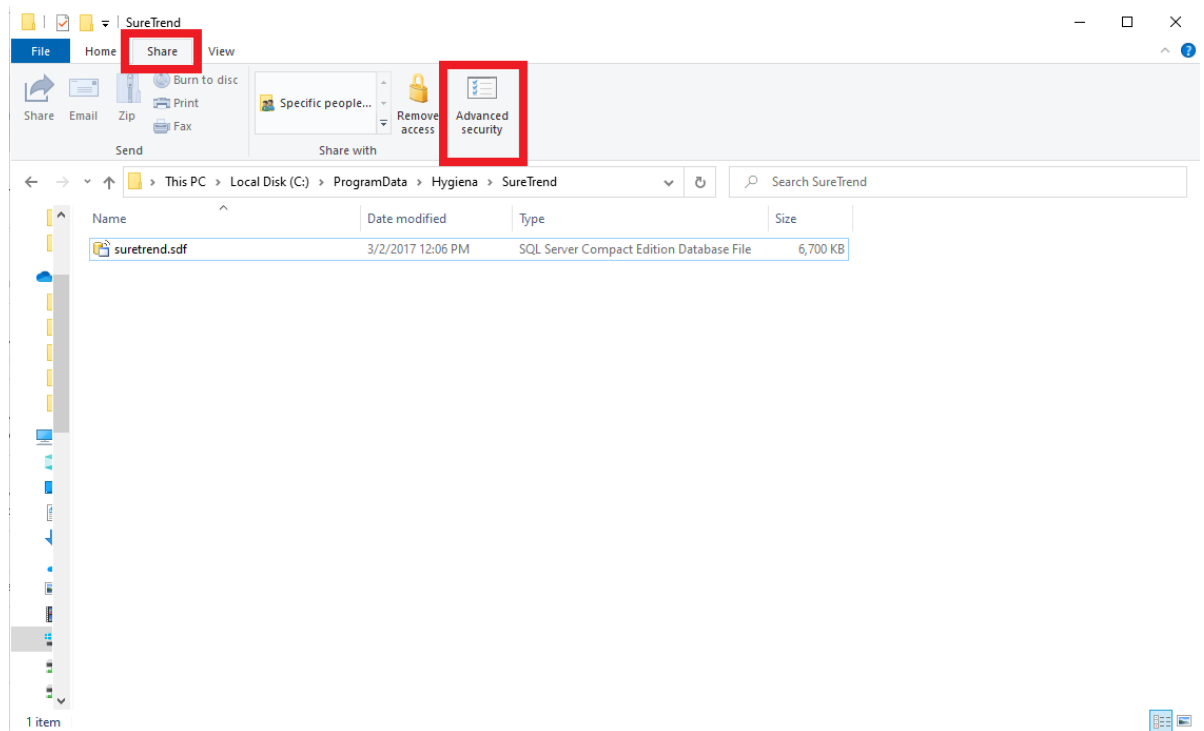 SureTrend
File Home Share View
Share
Email
Zip
Burn to disc
Print
Fax
Send
Specific people...
Share with
Remove
access
Advanced
security
This PC > Local Disk (C:) > ProgramData > Hygiena > SureTrend
Search SureTrend
Name Date modified Type Size
suretrend.sdf 3/2/2017 12:06 PM SQL Server Compact Edition Database File 6,700 KB
1 item